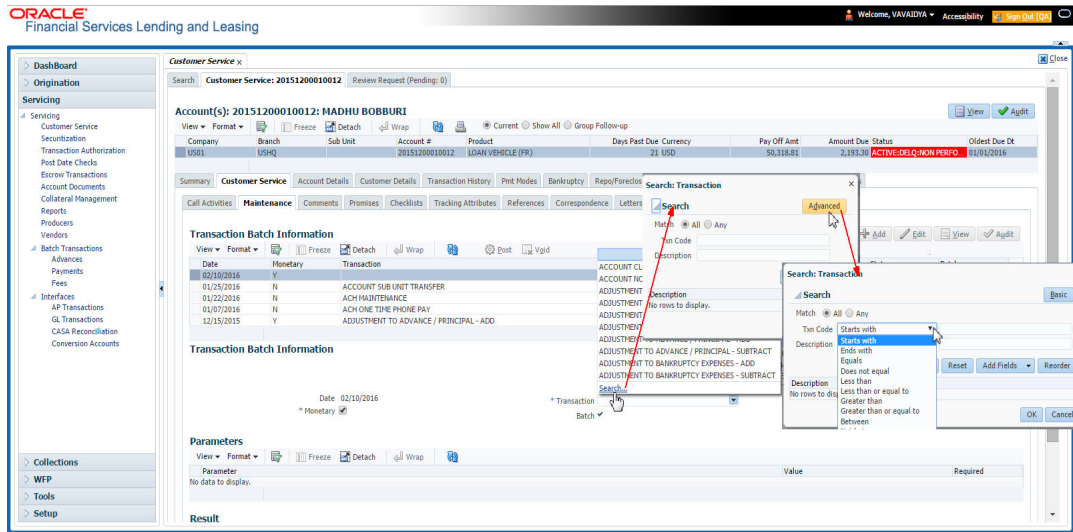 ORACLE
Financial Services Lending and Leasing
Welcome, VAVAIDYA Accessibility Sign Out [QA]
Close
DashBoard
Origination
Servicing
Servicing
Customer Service
Securitization
Transaction Authorization
Post Date Checks
Escrow Transactions
Account Documents
Collateral Management
Reports
Producers
Vendors
Batch Transactions
Advances
Payments
Fees
Interfaces
AP Transactions
GL Transactions
CASA Reconciliation
Conversion Accounts
Collections
WFP
Tools
Setup
Customer Service x
Search Customer Service: 20151200010012 Review Request (Pending: 0)
Account(s): 20151200010012: MADHU BOBBURI
View Audit
View Format Freeze Detach Wrap Current Show All Group Follow-up
Company Branch Sub Unit Account # Product Days Past Due Currency Pay Off Amt Amount Due Status Oldest Due Dt
US01 USHQ 20151200010012 LOAN VEHICLE (FR) 21 USD 50,318.81 2,193.30 ACTIVE:DELQ:NON PERFO 01/01/2016
Summary Customer Service Account Details Customer Details Transaction History Pmt Modes Bankruptcy Repo/Foreclos
Call Activities Maintenance Comments Promises Checklists Tracking Attributes References Correspondence Letters
Transaction Batch Information
Add Edit View Audit
View Format Freeze Detach Wrap Post Void
Date Monetary Transaction
02/10/2016 Y
01/25/2016 N ACCOUNT SUB UNIT TRANSFER
01/22/2016 N ACH MAINTENANCE
01/07/2016 N ACH ONE TIME PHONE PAY
12/15/2015 Y ADJUSTMENT TO ADVANCE / PRINCIPAL - ADD
Transaction Batch Information
Date 02/10/2016
* Monetary
* Transaction
Batch
ACCOUNT CL
ACCOUNT NC
ADJUSTMENT
ADJUSTMENT
ADJUSTMENT
ADJUSTMENT
ADJUSTMENT TO ADVANCE / PRINCIPAL - ADD
ADJUSTMENT TO ADVANCE / PRINCIPAL - SUBTRACT
ADJUSTMENT TO BANKRUPTCY EXPENSES - ADD
ADJUSTMENT TO BANKRUPTCY EXPENSES - SUBTRACT
Search...
Search: Transaction
Search
Advanced
Match All Any
Txn Code
Description
Description
No rows to display.
Search: Transaction
Search
Basic
Match All Any
Txn Code Starts with
Description
Starts with
Ends with
Equals
Does not equal
Less than
Less than or equal to
Greater than
Greater than or equal to
Between
Reset Add Fields Reorder
Description
No rows to disp
OK Cancel
Parameters
View Format Freeze Detach Wrap
Parameter Value Required
No data to display.
Result